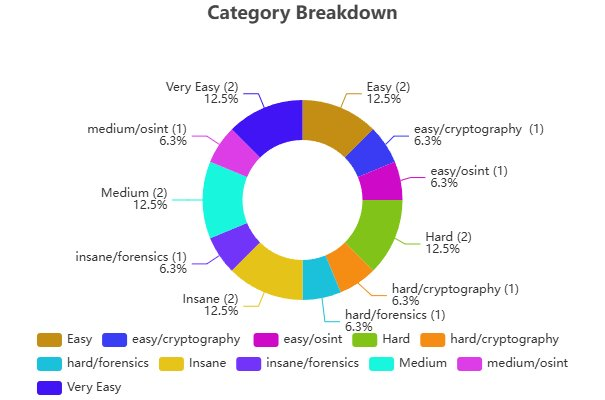 Category Breakdown
Very Easy (2)
12.5%
Easy (2)
12.5%
medium/osint (1)
6.3%
easy/cryptography (1)
6.3%
easy/osint (1)
6.3%
Medium (2)
12.5%
Hard (2)
12.5%
insane/forensics (1)
6.3%
hard/cryptography (1)
6.3%
Insane (2)
12.5%
hard/forensics (1)
6.3%
Easy easy/cryptography easy/osint Hard hard/cryptography
hard/forensics Insane insane/forensics Medium medium/osint
Very Easy